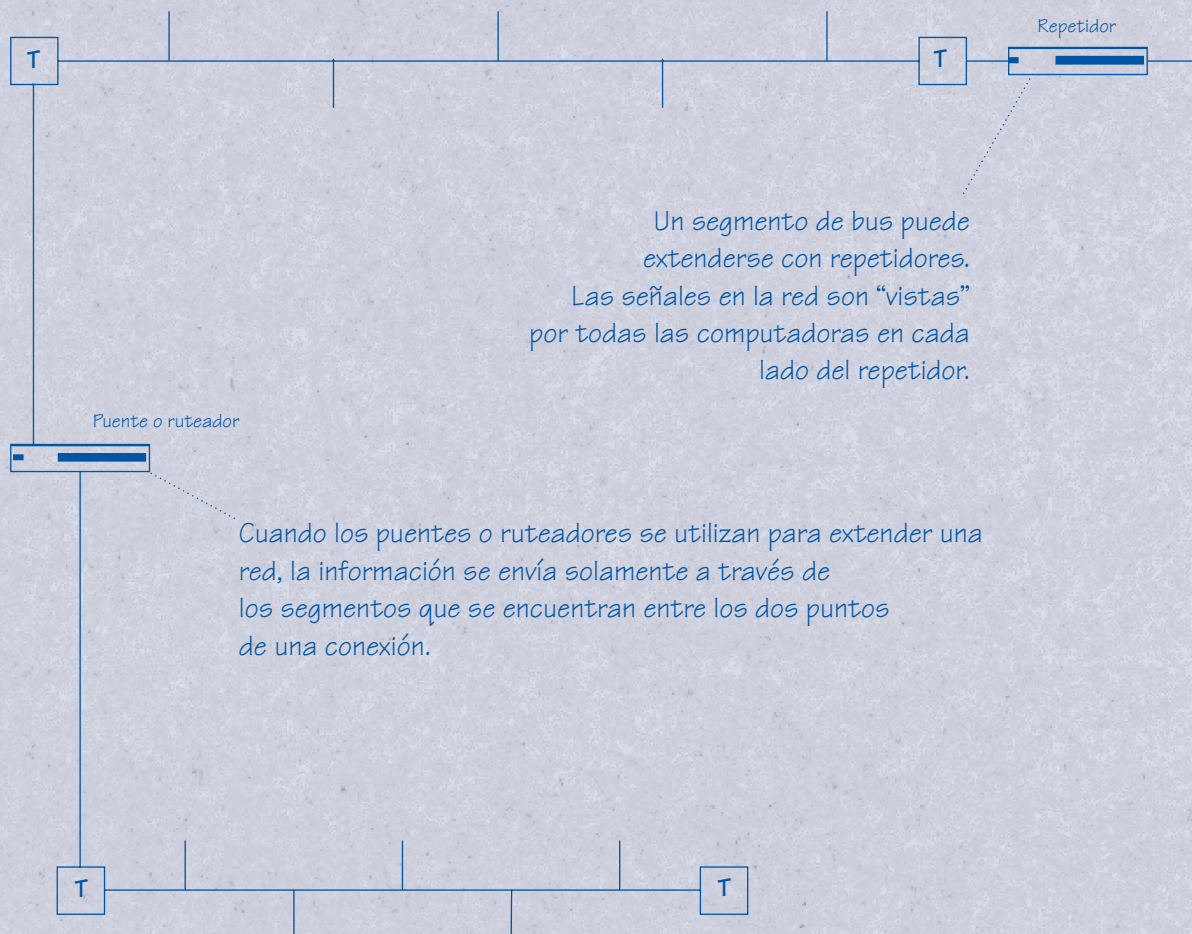 Repetidor
T
T
Un segmento de bus puede
extenderse con repetidores.
Las señales en la red son “vistas”
por todas las computadoras en cada
lado del repetidor.
Puente o ruteador
Cuando los puentes o ruteadores se utilizan para extender una
red, la información se envía solamente a través de
los segmentos que se encuentran entre los dos puntos
de una conexión.
T
T